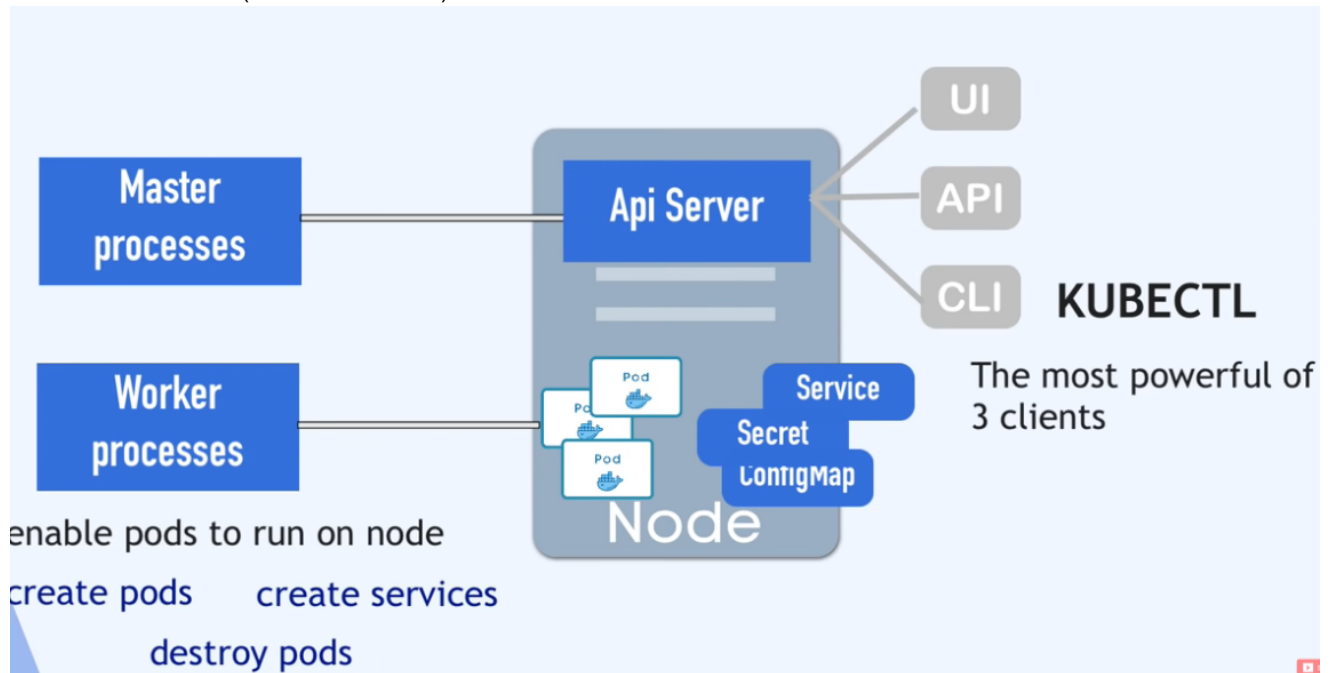 Master
processes
Api Server
UI
API
CLI
KUBECTL
The most powerful of
3 clients
Worker
processes
Pod
Pod
Service
Secret
ConfigMap
Node
enable pods to run on node
create pods
create services
destroy pods